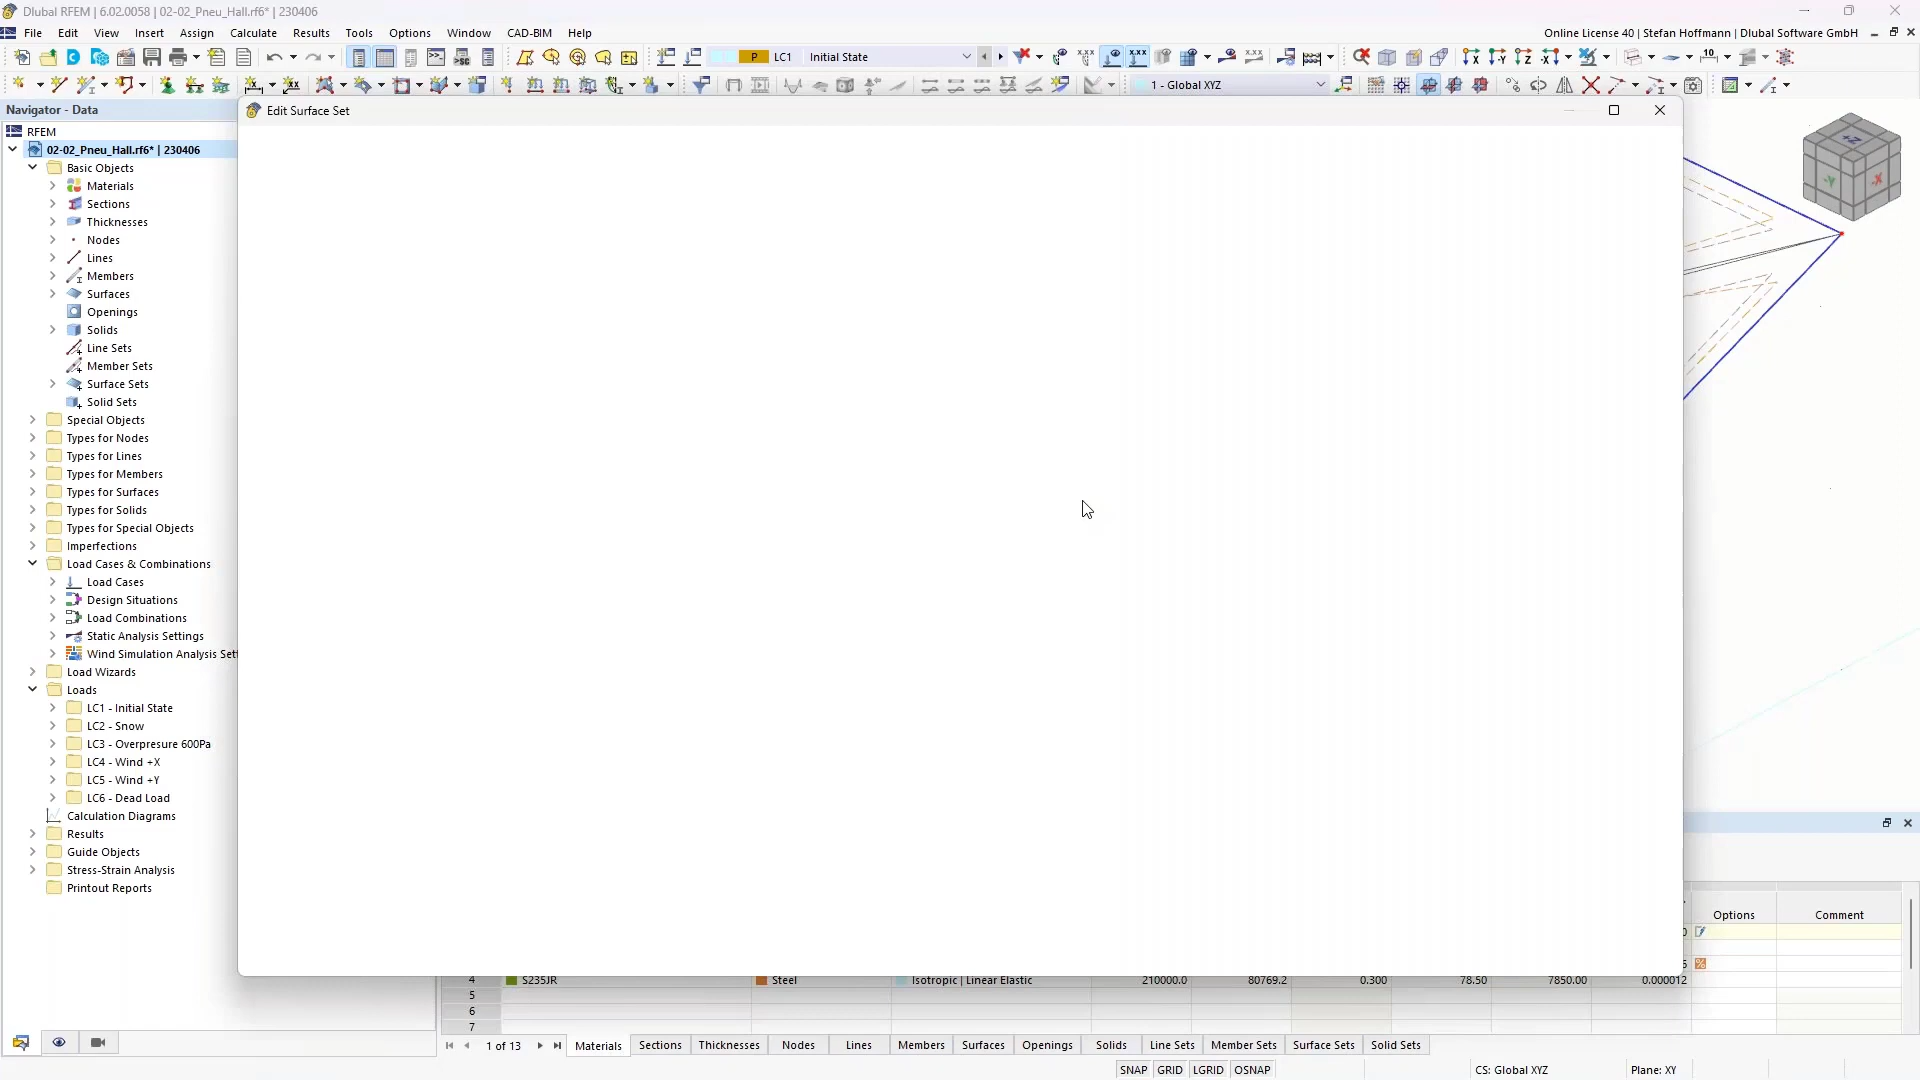 Dlubal RFEM | 6.02.0058 | 02-02_Pneu_Hall.rf6* | 230406
File Edit View Insert Assign Calculate Results Tools Options Window CAD-BIM Help
Online License 40 | Stefan Hoffmann | Dlubal Software GmbH
P LC1 Initial State
1 - Global XYZ
Navigator - Data
Edit Surface Set
RFEM
02-02_Pneu_Hall.rf6* | 230406
Basic Objects
Materials
Sections
Thicknesses
Nodes
Lines
Members
Surfaces
Openings
Solids
Line Sets
Member Sets
Surface Sets
Solid Sets
Special Objects
Types for Nodes
Types for Lines
Types for Members
Types for Surfaces
Types for Solids
Types for Special Objects
Imperfections
Load Cases & Combinations
Load Cases
Design Situations
Load Combinations
Static Analysis Settings
Wind Simulation Analysis Sett
Load Wizards
Loads
LC1 - Initial State
LC2 - Snow
LC3 - Overpresure 600Pa
LC4 - Wind +X
LC5 - Wind +Y
LC6 - Dead Load
Calculation Diagrams
Results
Guide Objects
Stress-Strain Analysis
Printout Reports
+Z
-Y
-X
Options Comment
4 S235JR Steel Isotropic | Linear Elastic 210000.0 80769.2 0.300 78.50 7850.00 0.000012
5
6
7
1 of 13 Materials Sections Thicknesses Nodes Lines Members Surfaces Openings Solids Line Sets Member Sets Surface Sets Solid Sets
SNAP GRID LGRID OSNAP CS: Global XYZ Plane: XY